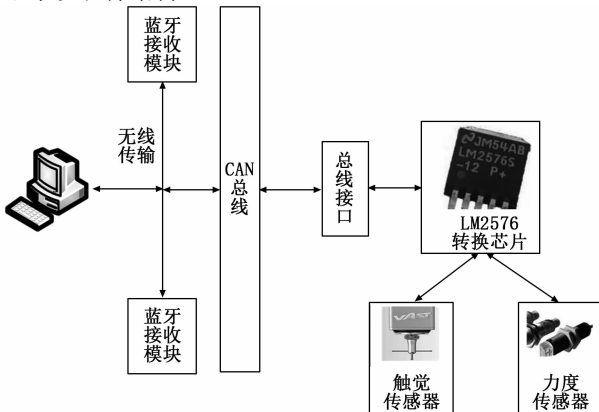 蓝牙
接收
模块
无线
传输
CAN
总线
总
线
接
口
JM54AB
LM2576S
-12 P+
LM2576
转换芯片
蓝牙
接收
模块
触觉
传感器
力度
传感器